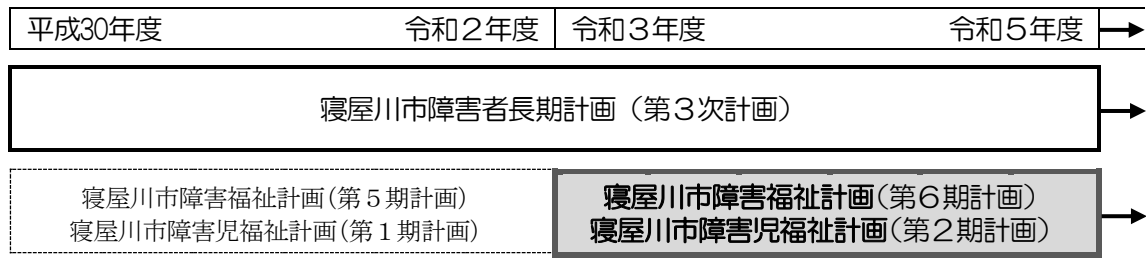 平成30年度 令和２年度 令和３年度 令和５年度
寝屋川市障害者長期計画（第３次計画）
寝屋川市障害福祉計画(第５期計画) 寝屋川市障害福祉計画(第６期計画)
寝屋川市障害児福祉計画(第１期計画) 寝屋川市障害児福祉計画(第２期計画)